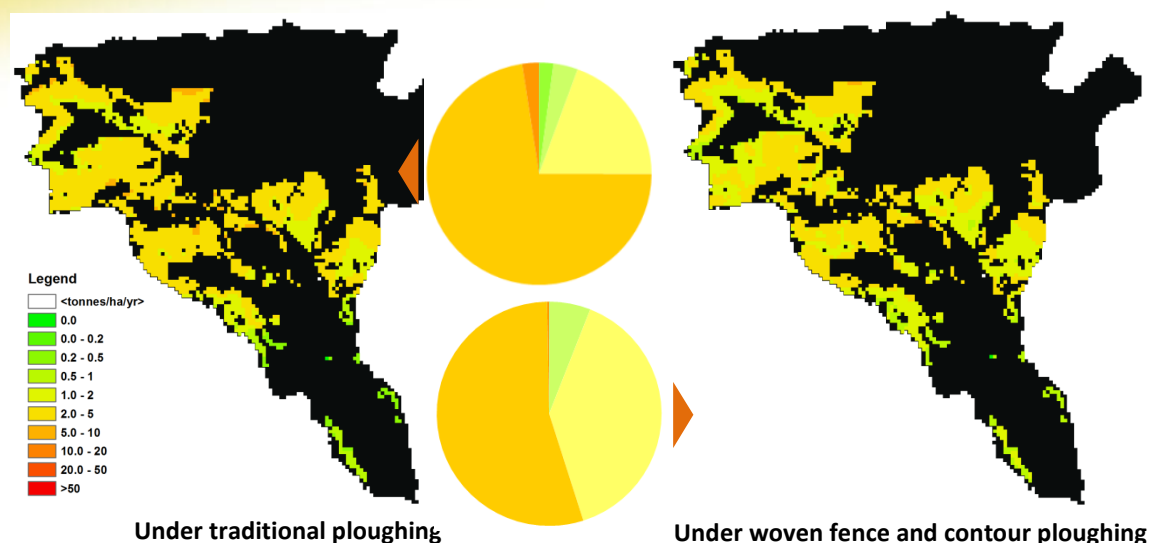 Legend
<tonnes/ha/yr>
0.0
0.0 - 0.2
0.2 - 0.5
0.5 - 1
1.0 - 2
2.0 - 5
5.0 - 10
10.0 - 20
20.0 - 50
>50
Under traditional ploughing
Under woven fence and contour ploughing